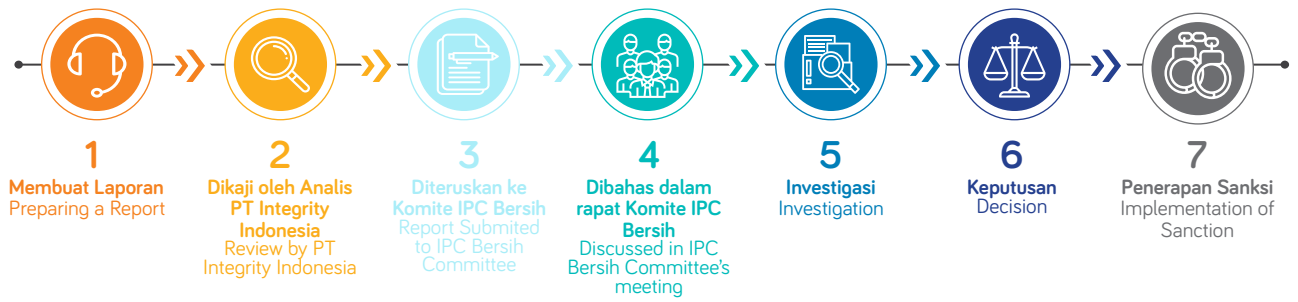 1
Membuat Laporan
Preparing a Report
2
Dikaji oleh Analis
PT Integrity
Indonesia
Review by PT
Integrity Indonesia
3
Diteruskan ke
Komite IPC Bersih
Report Submited
to IPC Bersih
Committee
4
Dibahas dalam
rapat Komite IPC
Bersih
Discussed in IPC
Bersih Committee's
meeting
5
Investigasi
Investigation
6
Keputusan
Decision
7
Penerapan Sanksi
Implementation of
Sanction